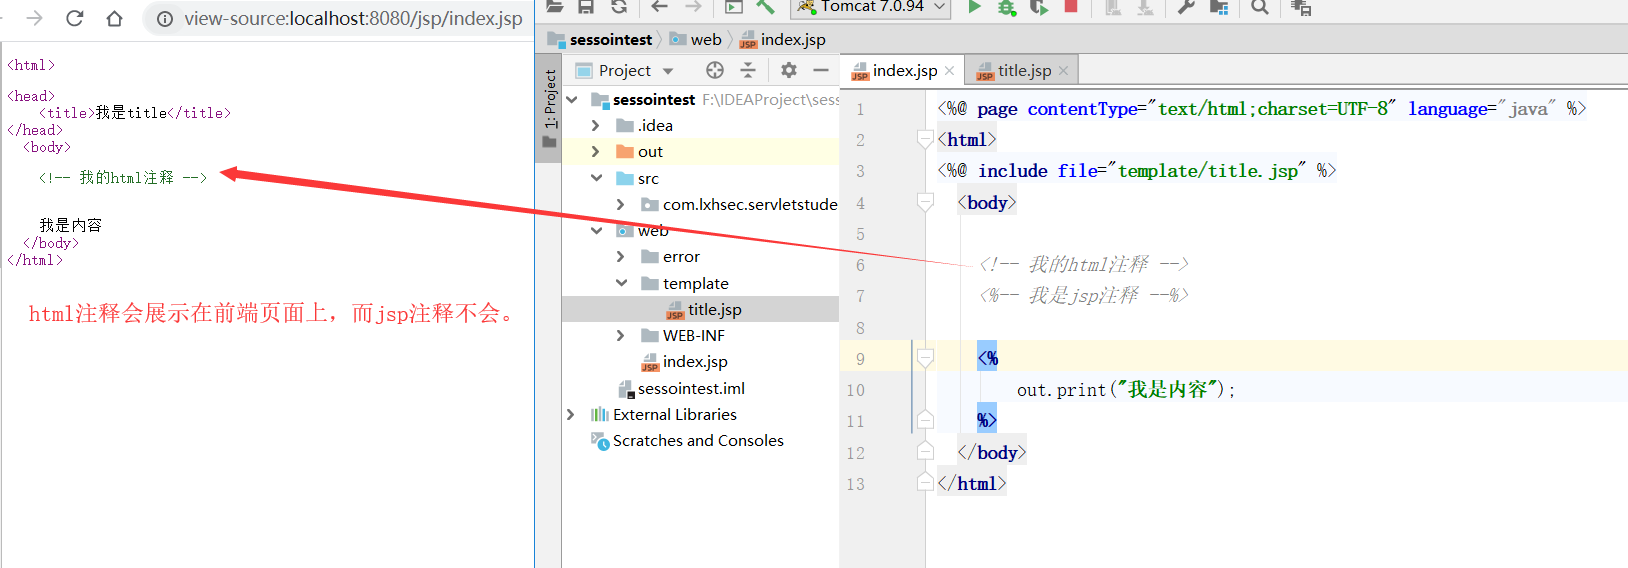 view-source:localhost:8080/jsp/index.jsp
<html>
<head>
<title>我是title</title>
</head>
<body>
<!-- 我的html注释 -->
我是内容
</body>
</html>
html注释会展示在前端页面上，而jsp注释不会。
Tomcat 7.0.94
sessointest
web
index.jsp
1: Project
Project
sessointest F:\IDEAProject\sess
.idea
out
src
com.lxhsec.servletstude
web
error
template
title.jsp
WEB-INF
index.jsp
sessointest.iml
External Libraries
Scratches and Consoles
index.jsp
title.jsp
1 <%@ page contentType="text/html;charset=UTF-8" language="java" %>
2 <html>
3 <%@ include file="template/title.jsp" %>
4 <body>
5
6 <!-- 我的html注释 -->
7 <%-- 我是jsp注释 --%>
8
9 <%
10 out.print("我是内容");
11 %>
12 </body>
13 </html>